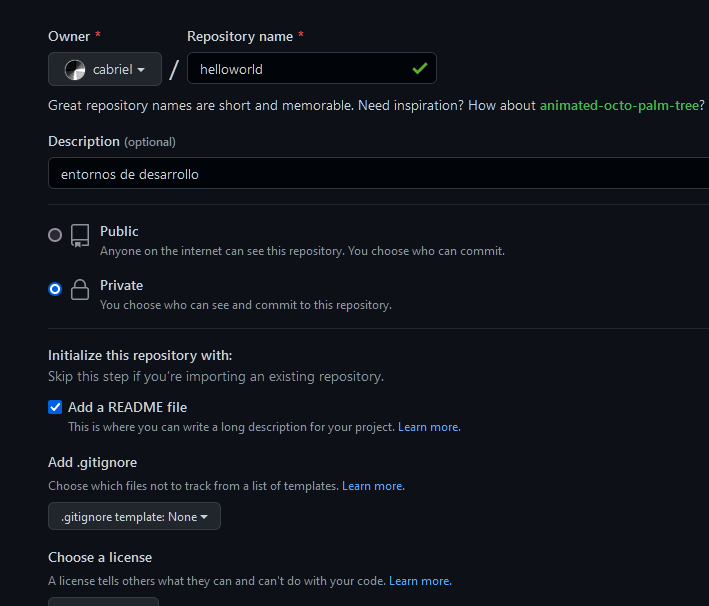 Owner * Repository name *
cabriel / helloworld
Great repository names are short and memorable. Need inspiration? How about animated-octo-palm-tree?
Description (optional)
entornos de desarrollo
Public
Anyone on the internet can see this repository. You choose who can commit.
Private
You choose who can see and commit to this repository.
Initialize this repository with:
Skip this step if you're importing an existing repository.
Add a README file
This is where you can write a long description for your project. Learn more.
Add .gitignore
Choose which files not to track from a list of templates. Learn more.
.gitignore template: None
Choose a license
A license tells others what they can and can't do with your code. Learn more.